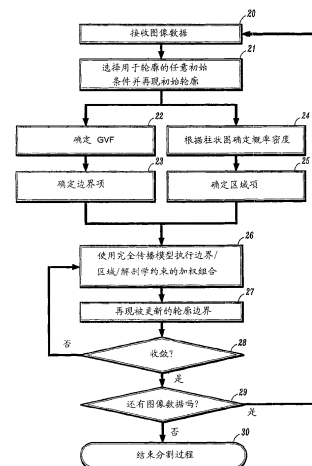 20
接收图像数据
21
选择用于轮廓的任意初始
条件并再现初始轮廓
22
确定 GVF
24
根据柱状图确定概率密度
23
确定边界项
25
确定区域项
26
使用完全传播模型执行边界/
区域/解剖学约束的加权组合
27
再现被更新的轮廓边界
28
收敛?
否
是
29
还有图像数据吗?
是
否
30
结束分割过程